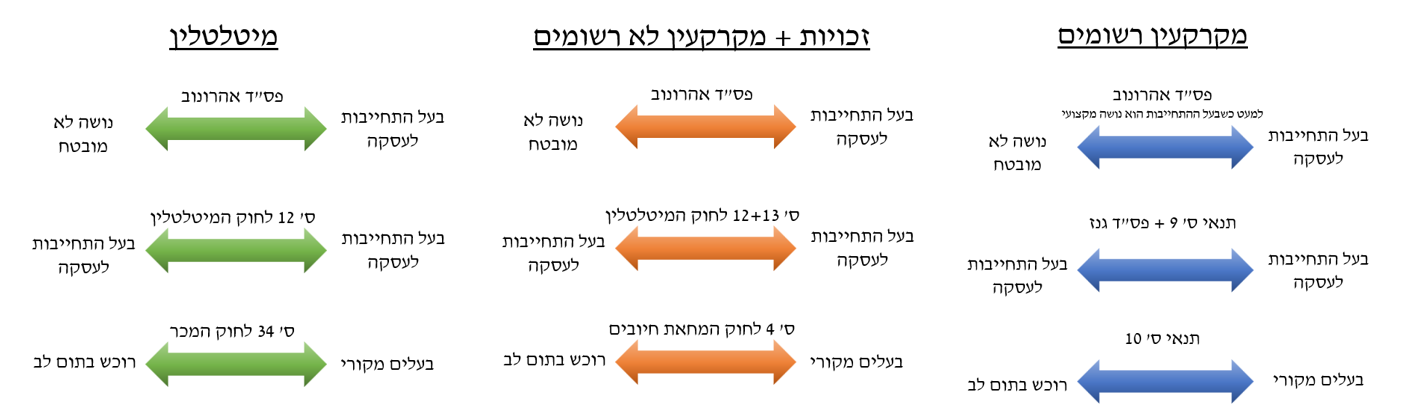 מקרקעין רשומים
פס״ד אהרונוב
למעט כשבעל ההתחייבות הוא נושה מקצועי
בעל התחייבות
לעסקה
נושה לא
מובטח
תנאי ס׳ 9 + פס״ד גנז
בעל התחייבות
לעסקה
בעל התחייבות
לעסקה
תנאי ס׳ 10
בעלים מקורי
רוכש בתום לב
זכויות + מקרקעין לא רשומים
פס״ד אהרונוב
בעל התחייבות
לעסקה
נושה לא
מובטח
ס׳ 12+13 לחוק המיטלטלין
בעל התחייבות
לעסקה
בעל התחייבות
לעסקה
ס׳ 4 לחוק המחאת חיובים
בעלים מקורי
רוכש בתום לב
מיטלטלין
פס״ד אהרונוב
בעל התחייבות
לעסקה
נושה לא
מובטח
ס׳ 12 לחוק המיטלטלין
בעל התחייבות
לעסקה
בעל התחייבות
לעסקה
ס׳ 34 לחוק המכר
בעלים מקורי
רוכש בתום לב